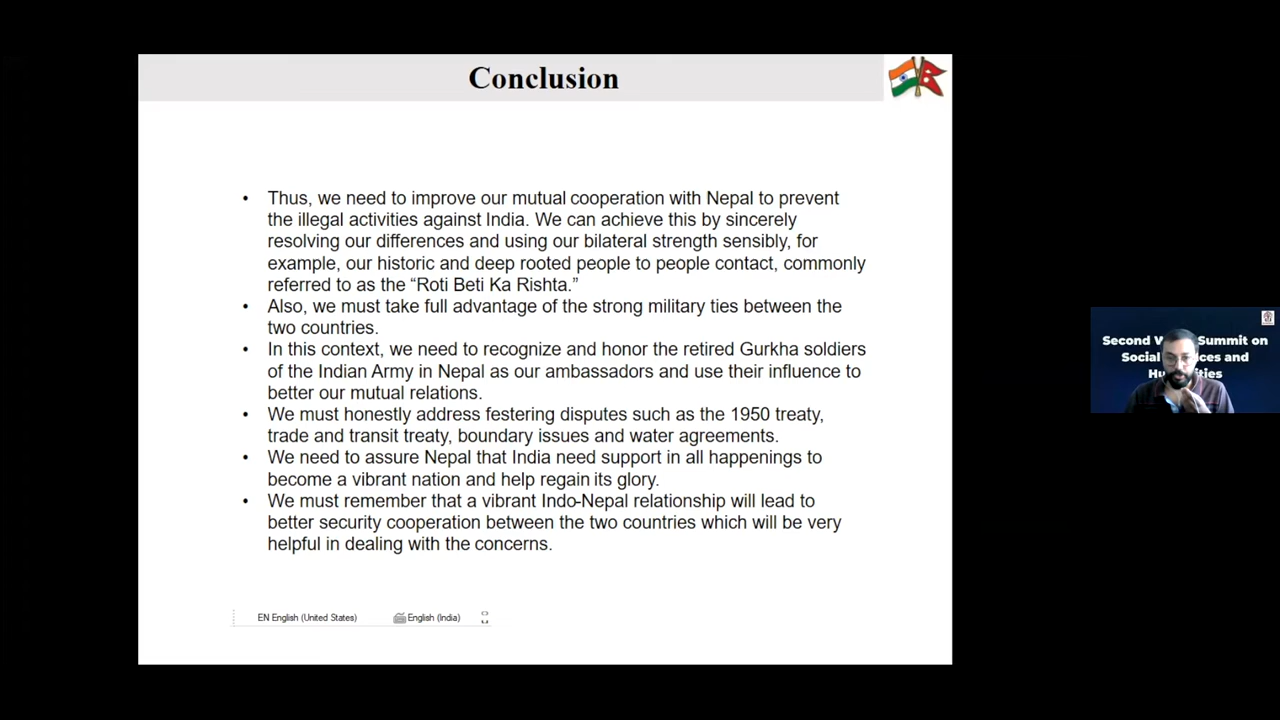 Conclusion
• Thus, we need to improve our mutual cooperation with Nepal to prevent
the illegal activities against India. We can achieve this by sincerely
resolving our differences and using our bilateral strength sensibly, for
example, our historic and deep rooted people to people contact, commonly
referred to as the “Roti Beti Ka Rishta.”
• Also, we must take full advantage of the strong military ties between the
two countries.
• In this context, we need to recognize and honor the retired Gurkha soldiers
of the Indian Army in Nepal as our ambassadors and use their influence to
better our mutual relations.
• We must honestly address festering disputes such as the 1950 treaty,
trade and transit treaty, boundary issues and water agreements.
• We need to assure Nepal that India need support in all happenings to
become a vibrant nation and help regain its glory.
• We must remember that a vibrant Indo-Nepal relationship will lead to
better security cooperation between the two countries which will be very
helpful in dealing with the concerns.
EN English (United States) English (India)
Second Summit on
Social and